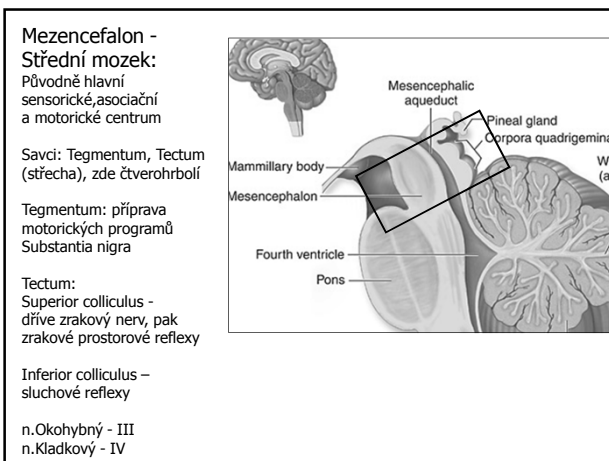 Mezencefalon -
Střední mozek:
Původně hlavní
sensorické,asociační
a motorické centrum
Savci: Tegmentum, Tectum
(střecha), zde čtverohrbolí
Tegmentum: příprava
motorických programů
Substantia nigra
Tectum:
Superior colliculus -
dříve zrakový nerv, pak
zrakové prostorové reflexy
Inferior colliculus –
sluchové reflexy
n.Okohybný - III
n.Kladkový - IV
Mesencephalic
aqueduct
Pineal gland
Corpora quadrigemina
Mammillary body
Mesencephalon
Fourth ventricle
Pons
W
(a